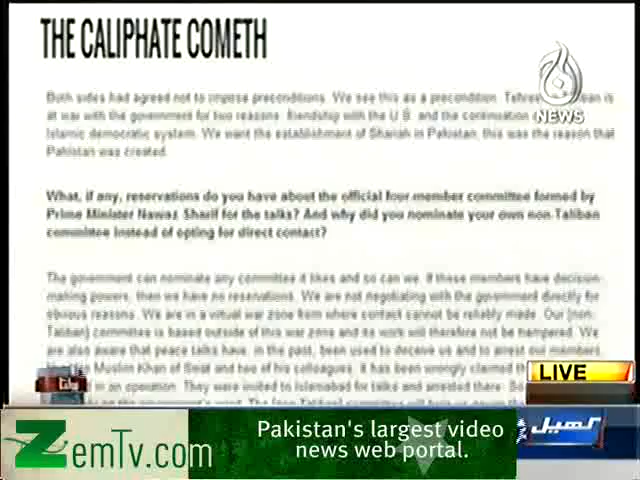 THE CALIPHATE COMETH
Both sides had agreed not to impose preconditions. We see this as a precondition. Tehreek
is at war with the government for two reasons: friendship with the U.S. and the continuation
NEWS
Islamic democratic system. We want the establishment of Shariah in Pakistan; this was the reason that
Pakistan was created.
What, if any, reservations do you have about the official four-member committee formed by
Prime Minister Nawaz Sharif for the talks? And why did you nominate your own non-Taliban
committee instead of opting for direct contact?
The government can nominate any committee it likes and so can we. If these members have decision-
making powers, then we have no reservations. We are not negotiating with the government directly for
obvious reasons. We are in a virtual war zone from where contact cannot be reliably made. Our [non-
Taliban] committee is based outside of this war zone and its work will therefore not be hampered. We
are also aware that peace talks have, in the past, been used to deceive us and to arrest our members.
Muslim Khan of Swat and two of his colleagues. It has been wrongly claimed
in an operation. They were invited to Islamabad for talks and arrested there.
LIVE
کھیل
ZemTv.com
Pakistan's largest video
news web portal.